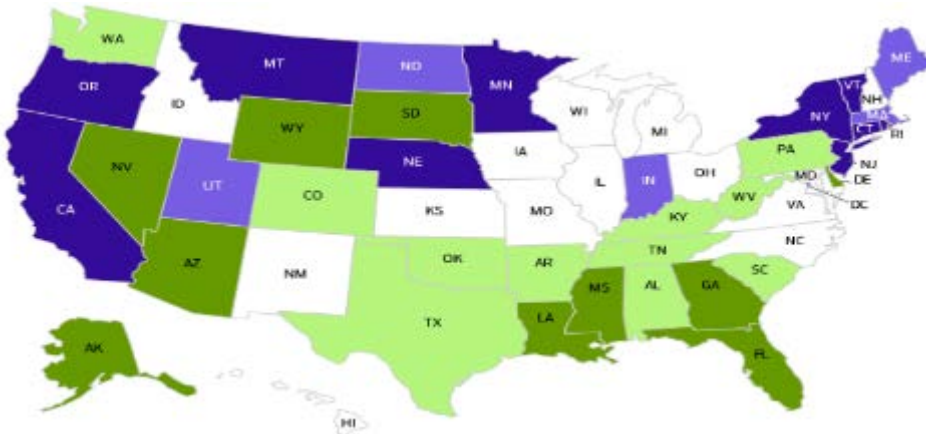 WA
MT
ND
MN
ME
VT
NH
OR
ID
WI
NY
MA
SD
WY
MI
CT
RI
IA
PA
NE
NJ
NV
OH
UT
IL
IN
MD
DE
CO
WV
DC
CA
KS
MO
KY
VA
NC
TN
OK
AZ
AR
SC
NM
MS
AL
GA
LA
TX
AK
FL
HI